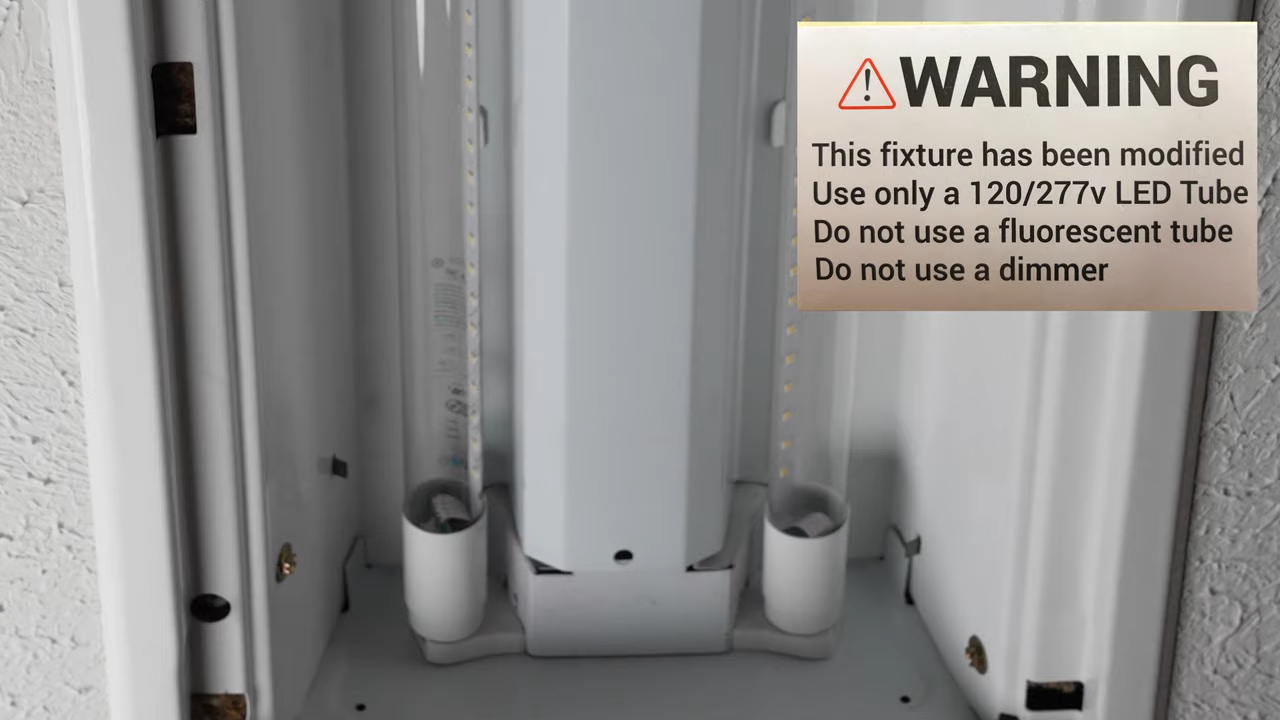 WARNING
This fixture has been modified
Use only a 120/277v LED Tube
Do not use a fluorescent tube
Do not use a dimmer